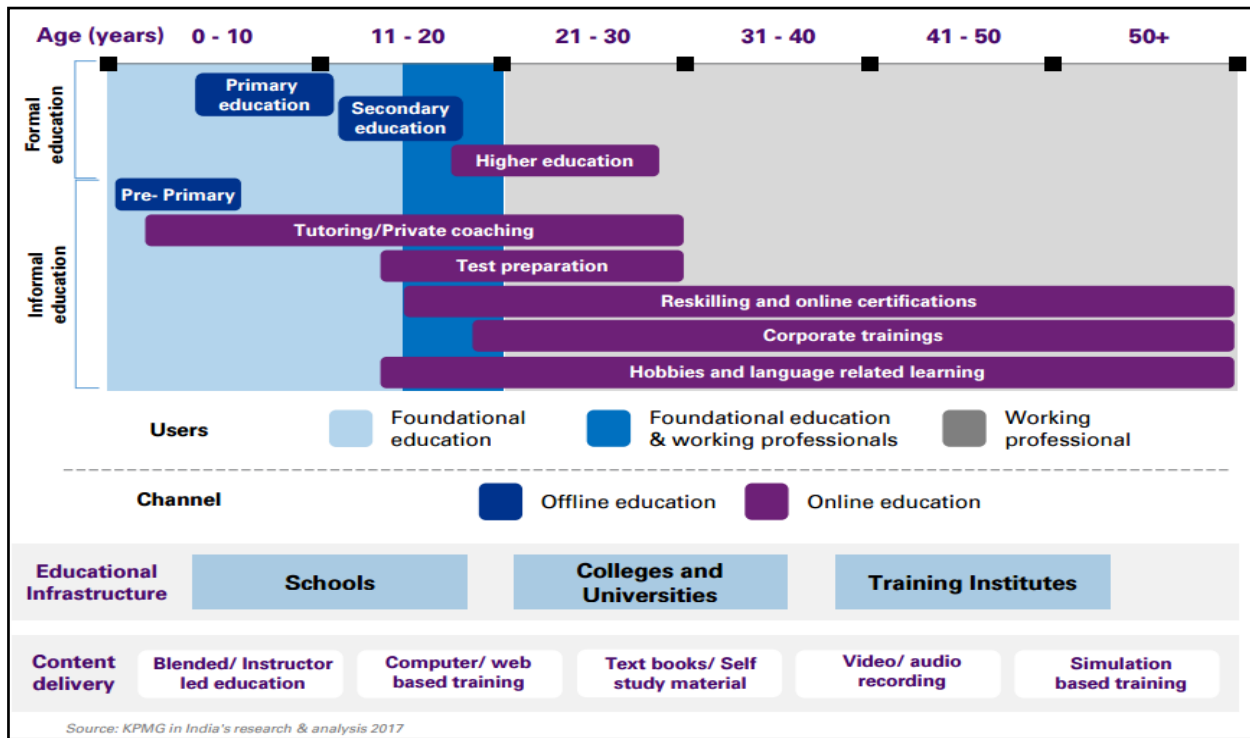 Age (years) 0 - 10 11 - 20 21 - 30 31 - 40 41 - 50 50+
Formal
education
Primary
education
Secondary
education
Higher education
Informal
education
Pre- Primary
Tutoring/Private coaching
Test preparation
Reskilling and online certifications
Corporate trainings
Hobbies and language related learning
Users
Foundational
education
Foundational education
& working professionals
Working
professional
Channel
Offline education
Online education
Educational
Infrastructure
Schools
Colleges and
Universities
Training Institutes
Content
delivery
Blended/ Instructor
led education
Computer/ web
based training
Text books/ Self
study material
Video/ audio
recording
Simulation
based training
Source: KPMG in India's research & analysis 2017